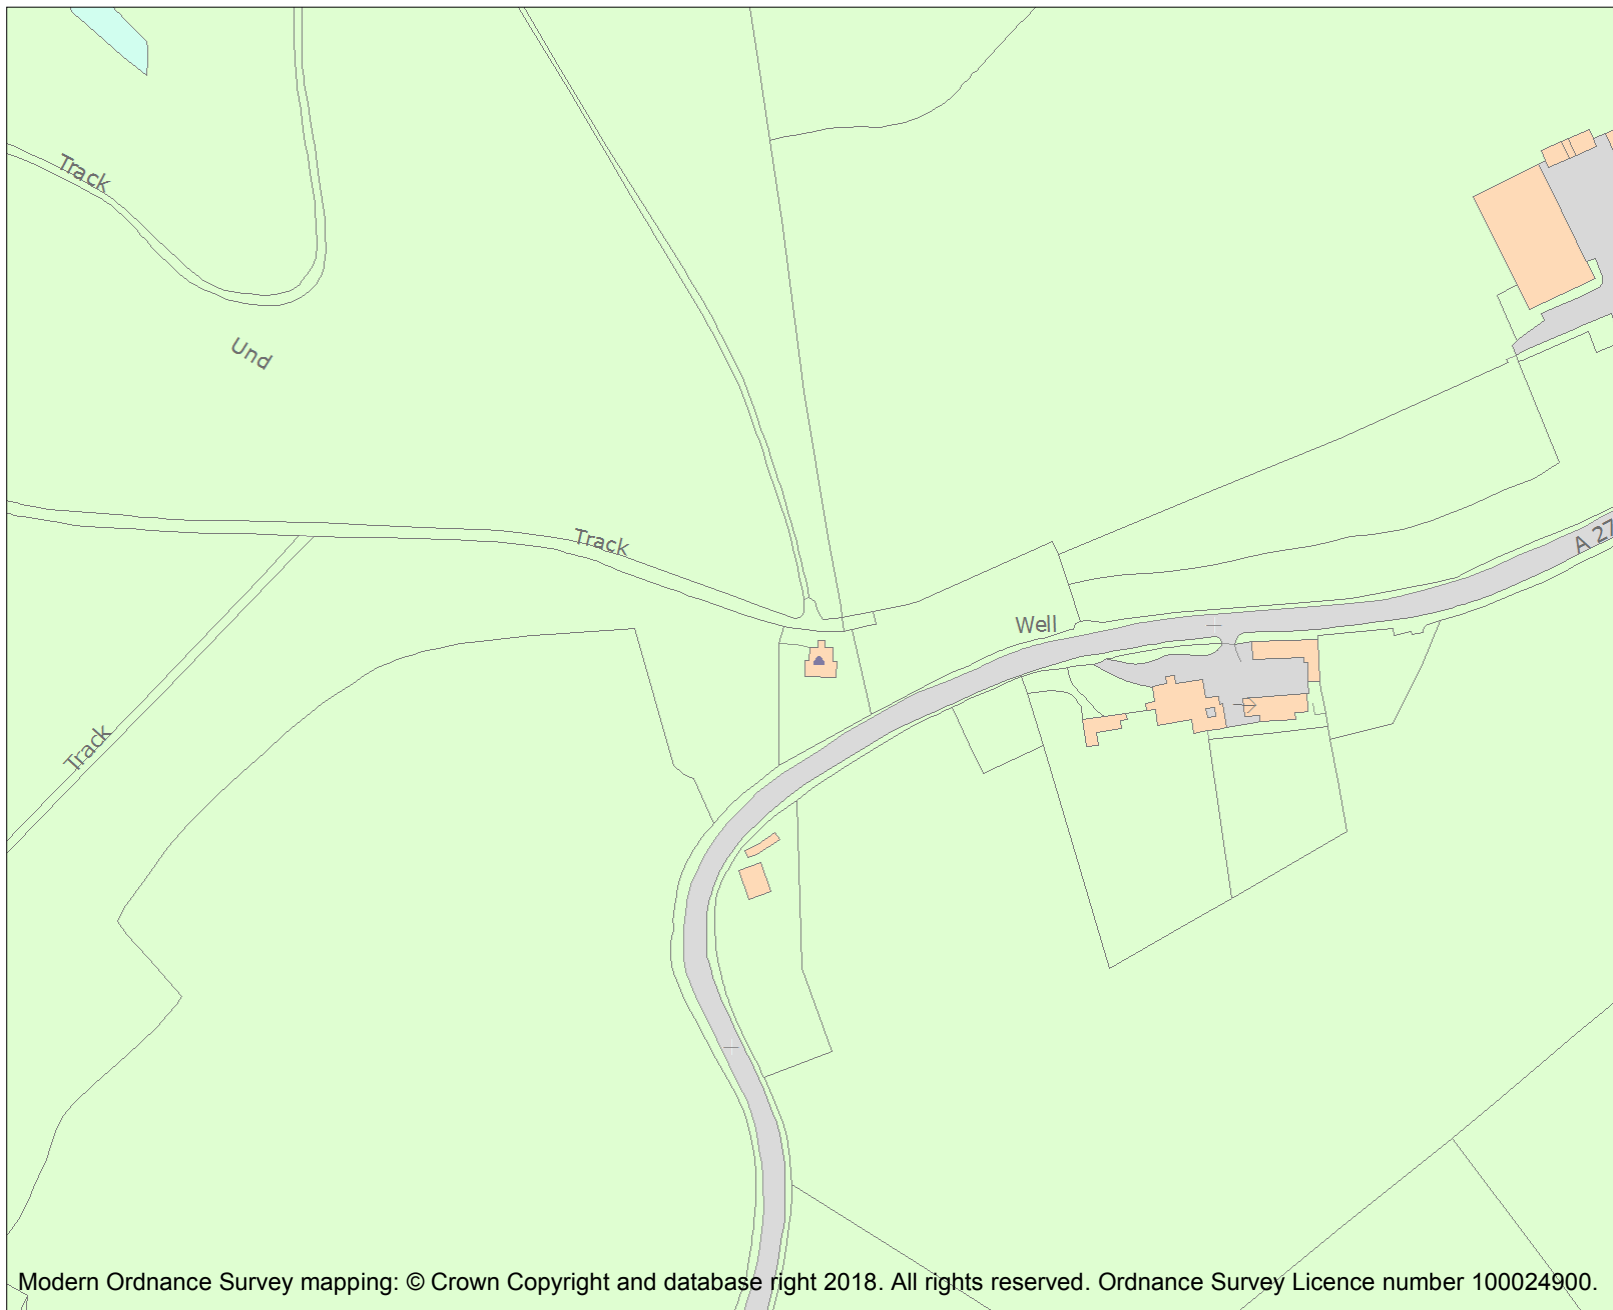 Track
Und
A 27
Track
Well
Track
Modern Ordnance Survey mapping: © Crown Copyright and database right 2018. All rights reserved. Ordnance Survey Licence number 100024900.